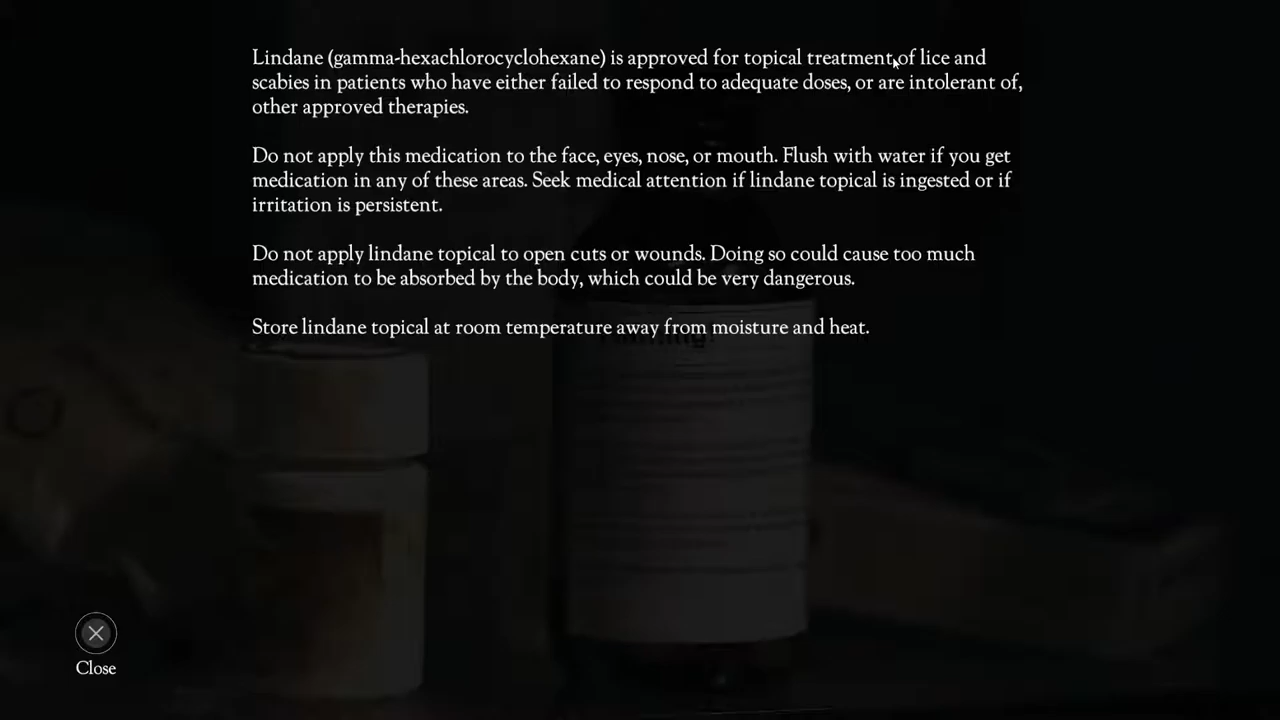 Lindane (gamma-hexachlorocyclohexane) is approved for topical treatment of lice and
scabies in patients who have either failed to respond to adequate doses, or are intolerant of,
other approved therapies.
Do not apply this medication to the face, eyes, nose, or mouth. Flush with water if you get
medication in any of these areas. Seek medical attention if lindane topical is ingested or if
irritation is persistent.
Do not apply lindane topical to open cuts or wounds. Doing so could cause too much
medication to be absorbed by the body, which could be very dangerous.
Store lindane topical at room temperature away from moisture and heat.
Close